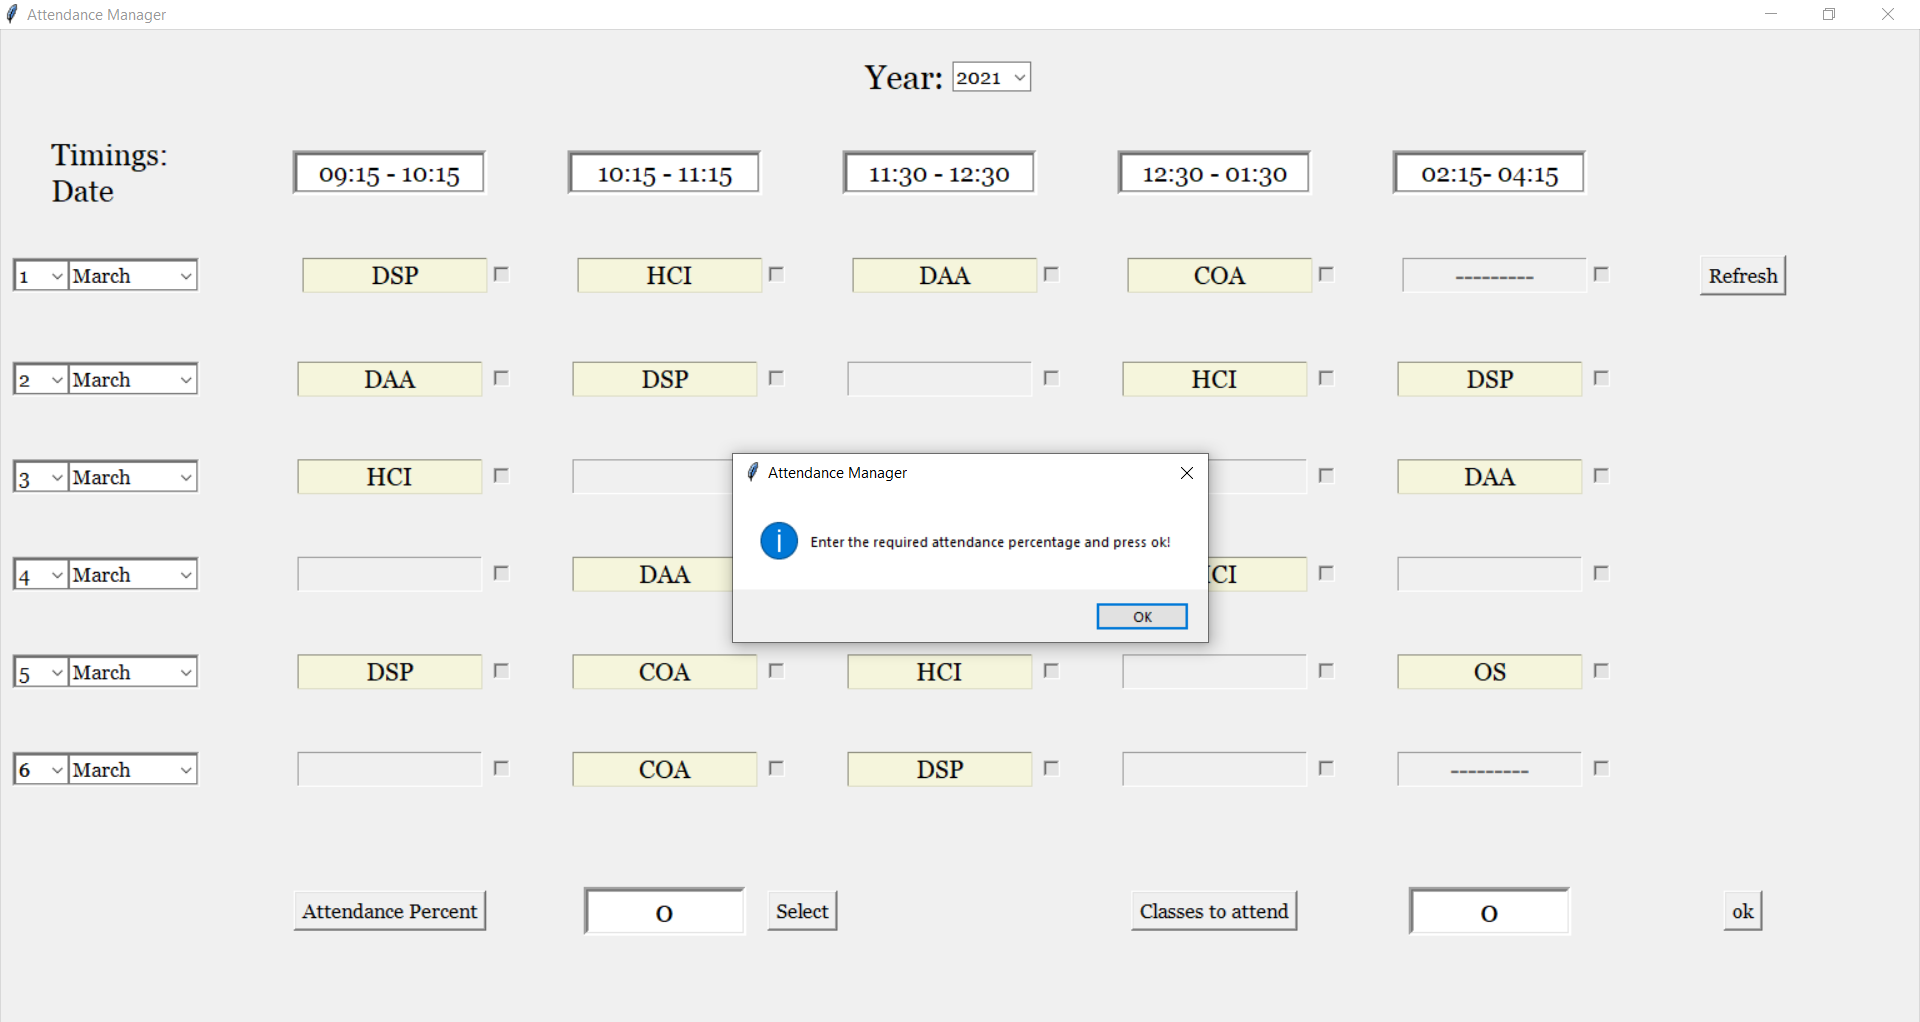 Attendance Manager
Year: 2021
Timings:
Date
09:15 - 10:15 10:15 - 11:15 11:30 - 12:30 12:30 - 01:30 02:15- 04:15
1 March DSP HCI DAA COA --------- Refresh
2 March DAA DSP HCI DSP
3 March HCI DAA
Attendance Manager
Enter the required attendance percentage and press ok!
OK
4 March DAA CI
5 March DSP COA HCI OS
6 March COA DSP ---------
Attendance Percent 0 Select Classes to attend 0 ok